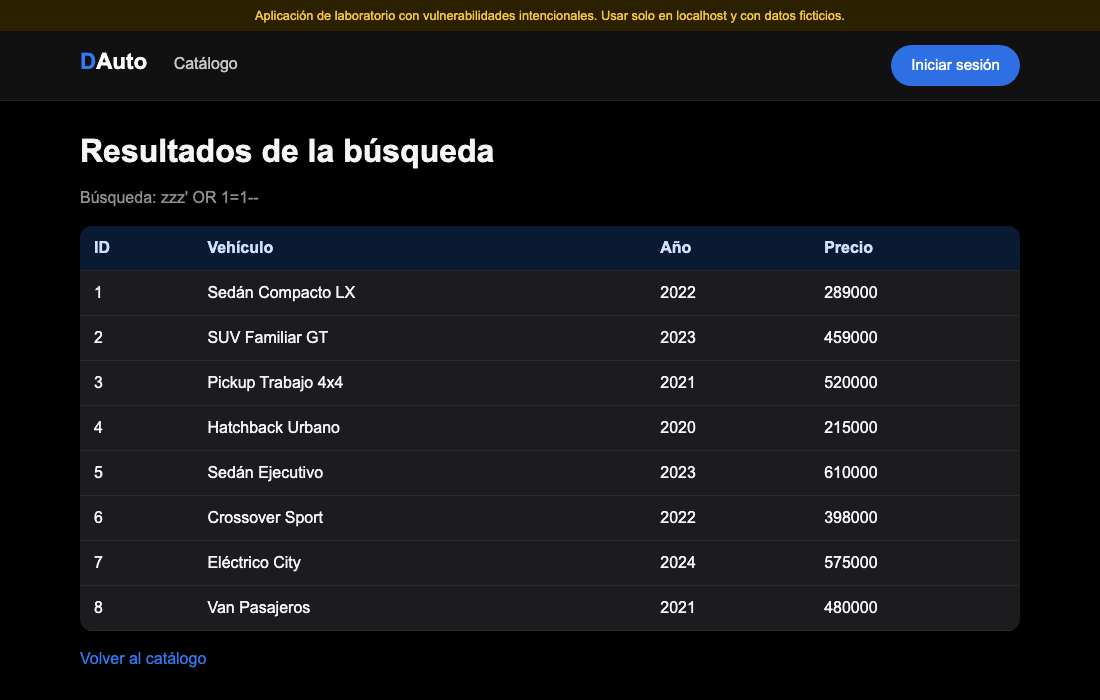 Aplicación de laboratorio con vulnerabilidades intencionales. Usar solo en localhost y con datos ficticios.
DAuto Catálogo Iniciar sesión
Resultados de la búsqueda
Búsqueda: zzz' OR 1=1--
ID Vehículo Año Precio
1 Sedán Compacto LX 2022 289000
2 SUV Familiar GT 2023 459000
3 Pickup Trabajo 4x4 2021 520000
4 Hatchback Urbano 2020 215000
5 Sedán Ejecutivo 2023 610000
6 Crossover Sport 2022 398000
7 Eléctrico City 2024 575000
8 Van Pasajeros 2021 480000
Volver al catálogo